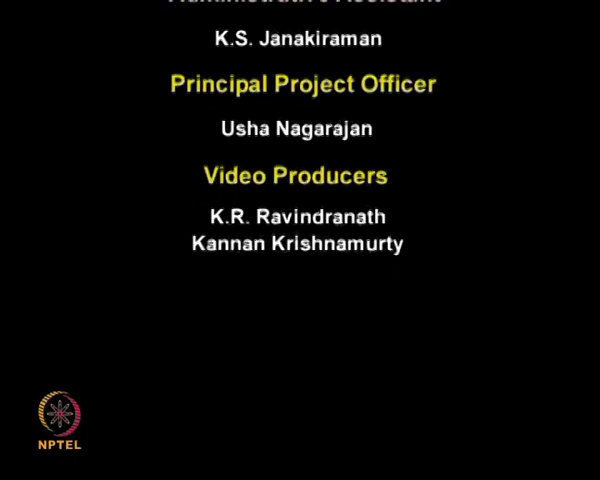 K.S. Janakiraman
Principal Project Officer
Usha Nagarajan
Video Producers
K.R. Ravindranath
Kannan Krishnamurty
NPTEL